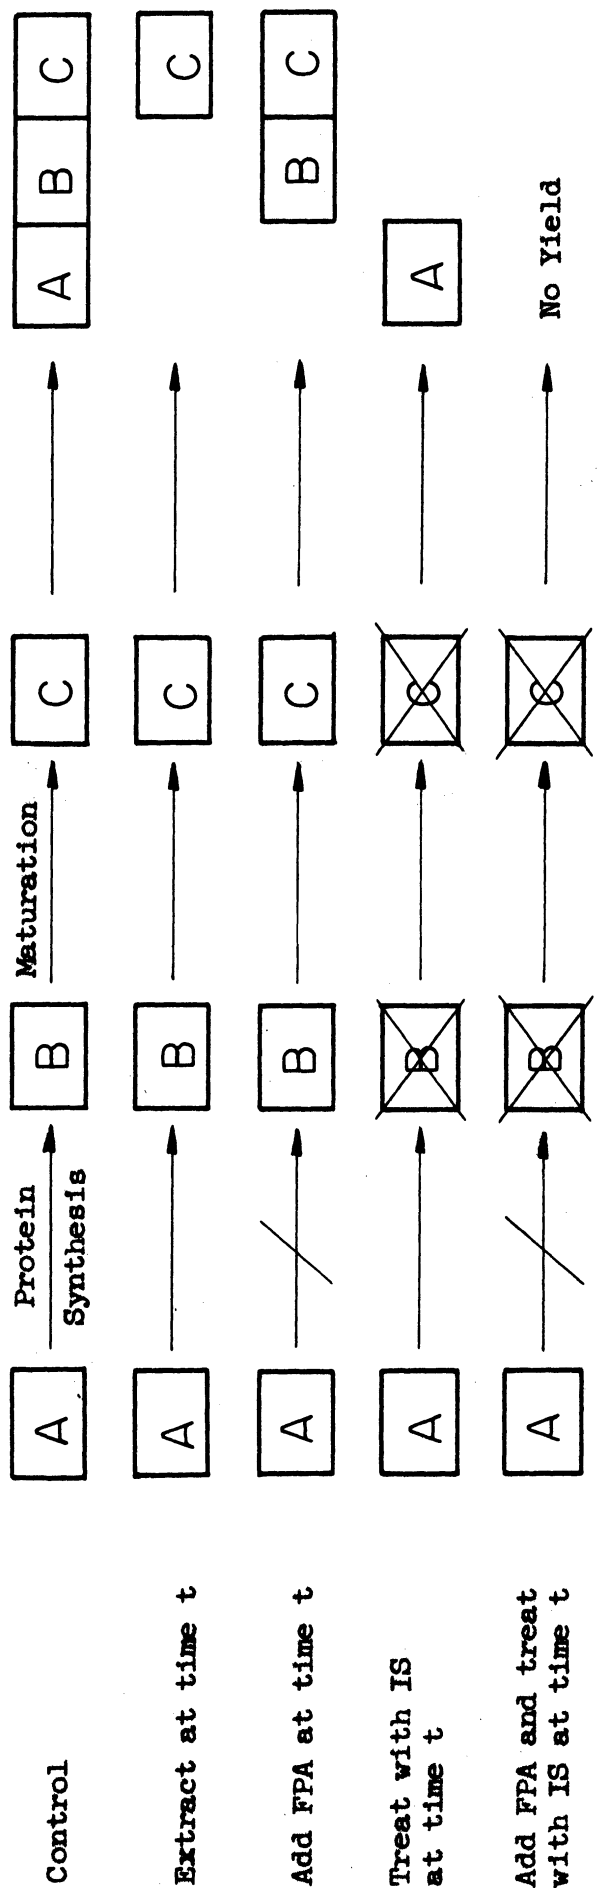 Control
A
Protein
Synthesis
B
Maturation
C
A B C
Extract at time t
A
B
C
C
Add FPA at time t
A
B
C
B C
Treat with IS
at time t
A
B
C
A
Add FPA and treat
with IS at time t
A
B
C
No Yield